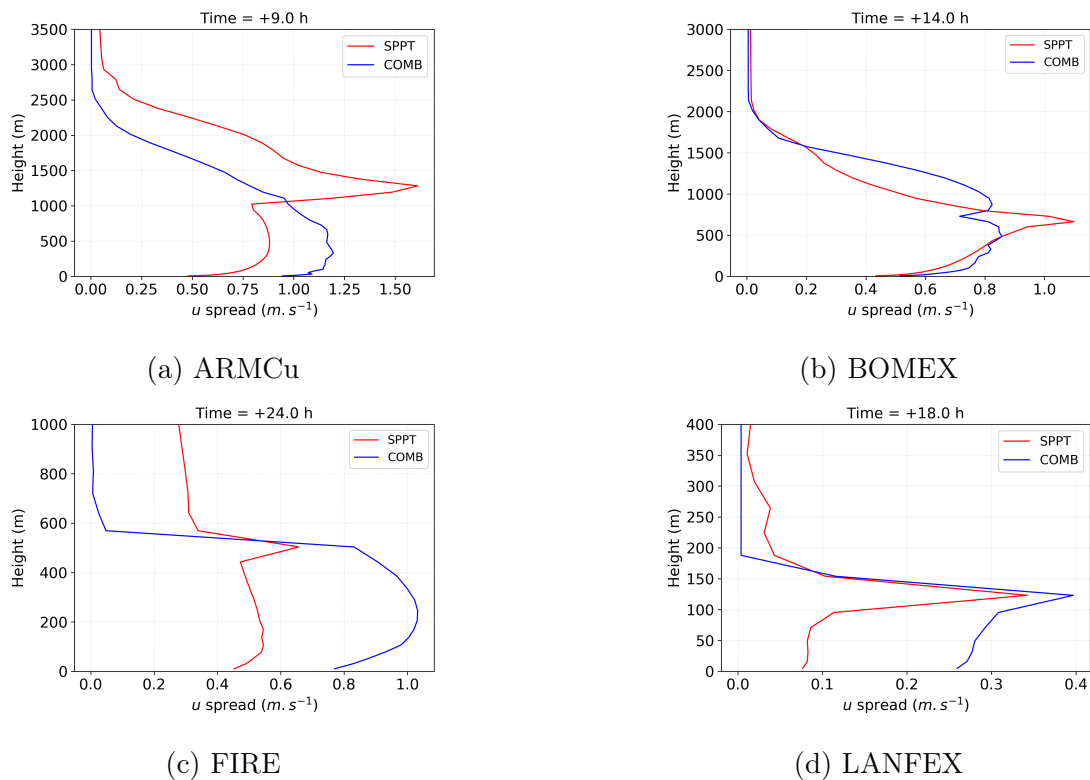 Time = +9.0 h
3500
3000
2500
2000
1500
1000
500
0
Height (m)
SPPT
COMB
0.00 0.25 0.50 0.75 1.00 1.25 1.50
u spread (m.s⁻¹)
(a) ARMCu
Time = +14.0 h
3000
2500
2000
1500
1000
500
0
Height (m)
SPPT
COMB
0.0 0.2 0.4 0.6 0.8 1.0
u spread (m.s⁻¹)
(b) BOMEX
Time = +24.0 h
1000
800
600
400
200
0
Height (m)
SPPT
COMB
0.0 0.2 0.4 0.6 0.8 1.0
u spread (m.s⁻¹)
(c) FIRE
Time = +18.0 h
400
350
300
250
200
150
100
50
0
Height (m)
SPPT
COMB
0.0 0.1 0.2 0.3 0.4
u spread (m.s⁻¹)
(d) LANFEX